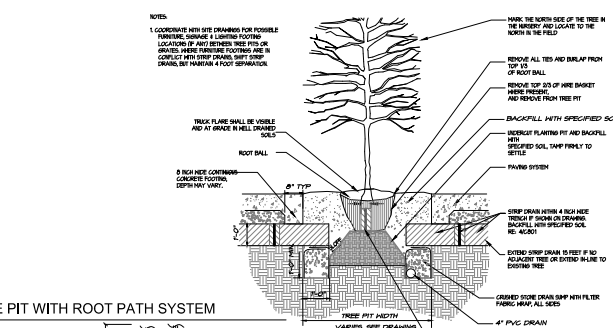 NOTES:
1. COORDINATE WITH SITE DRAWINGS FOR POSSIBLE
FURNITURE, SIGNAGE & LIGHTING FOOTING
LOCATIONS (IF ANY) BETWEEN TREE PITS OR
GRATES. WHERE FURNITURE FOOTINGS ARE IN
CONFLICT WITH STRIP DRAINS, SHIFT STRIP
DRAINS, BUT MAINTAIN 4 FOOT SEPARATION.
TRUCK FLARE SHALL BE VISIBLE
AND AT GRADE IN WELL DRAINED
SOILS
ROOT BALL
8 INCH WIDE CONTINUOUS
CONCRETE FOOTING,
DEPTH MAY VARY.
8" TYP
MARK THE NORTH SIDE OF THE TREE IN
THE NURSERY AND LOCATE TO THE
NORTH IN THE FIELD
REMOVE ALL TIES AND BURLAP FROM
TOP 1/3
OF ROOT BALL
REMOVE TOP 2/3 OF WIRE BASKET
WHERE PRESENT,
AND REMOVE FROM TREE PIT
BACKFILL WITH SPECIFIED SO
UNDERCUT PLANTING PIT AND BACKFILL
WITH
SPECIFIED SOIL, TAMP FIRMLY TO
SETTLE
PAVING SYSTEM
STRIP DRAIN WITHIN 4 INCH WIDE
TRENCH IF SHOWN ON DRAWING.
BACKFILL WITH SPECIFIED SOIL
RE: 4/C801
EXTEND STRIP DRAIN 15 FEET IF NO
ADJACENT TREE OR EXTEND IN-LINE TO
EXISTING TREE
CRUSHED STONE DRAIN SUMP WITH FILTER
FABRIC WRAP, ALL SIDES
4" PVC DRAIN
1'-0"
1'-0" MIN
1'-0"
TREE PIT WIDTH
VARIES, SEE DRAWING
E PIT WITH ROOT PATH SYSTEM